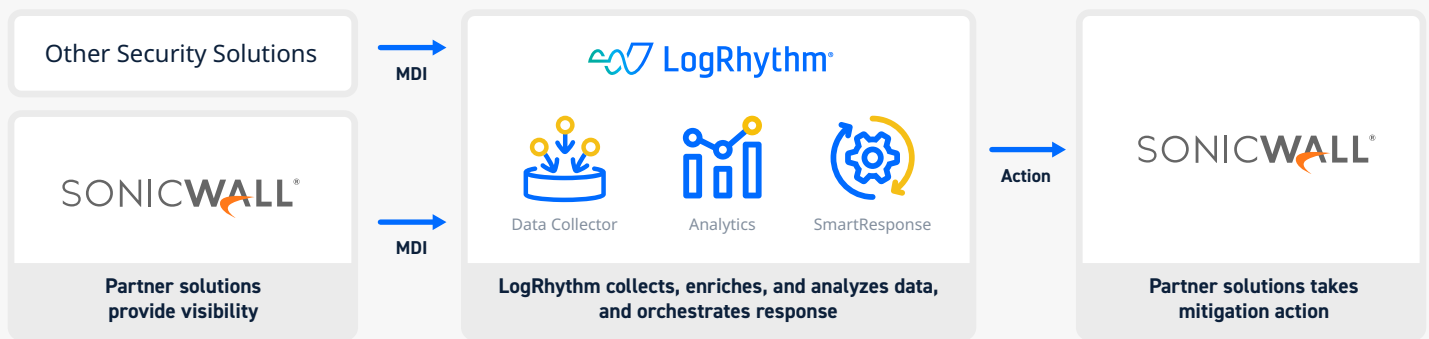 Other Security Solutions
MDI
SONICWALL®
MDI
Partner solutions
provide visibility
LogRhythm®
Data Collector
Analytics
SmartResponse
LogRhythm collects, enriches, and analyzes data,
and orchestrates response
Action
SONICWALL®
Partner solutions takes
mitigation action